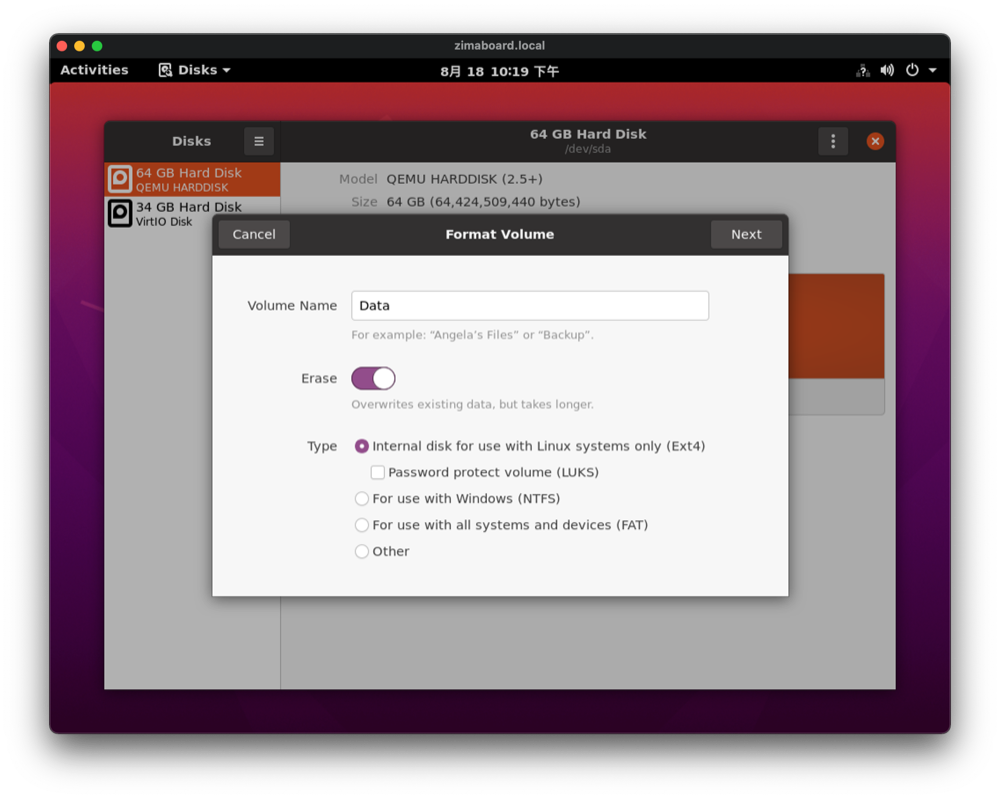 zimaboard.local
Activities
Disks
8月 18 10:19 下午
?
Disks
64 GB Hard Disk
/dev/sda
64 GB Hard Disk
QEMU HARDDISK
34 GB Hard Disk
VirtIO Disk
Model QEMU HARDDISK (2.5+)
Size 64 GB (64,424,509,440 bytes)
Cancel
Format Volume
Next
Volume Name
Data
For example: “Angela’s Files” or “Backup”.
Erase
Overwrites existing data, but takes longer.
Type
Internal disk for use with Linux systems only (Ext4)
Password protect volume (LUKS)
For use with Windows (NTFS)
For use with all systems and devices (FAT)
Other